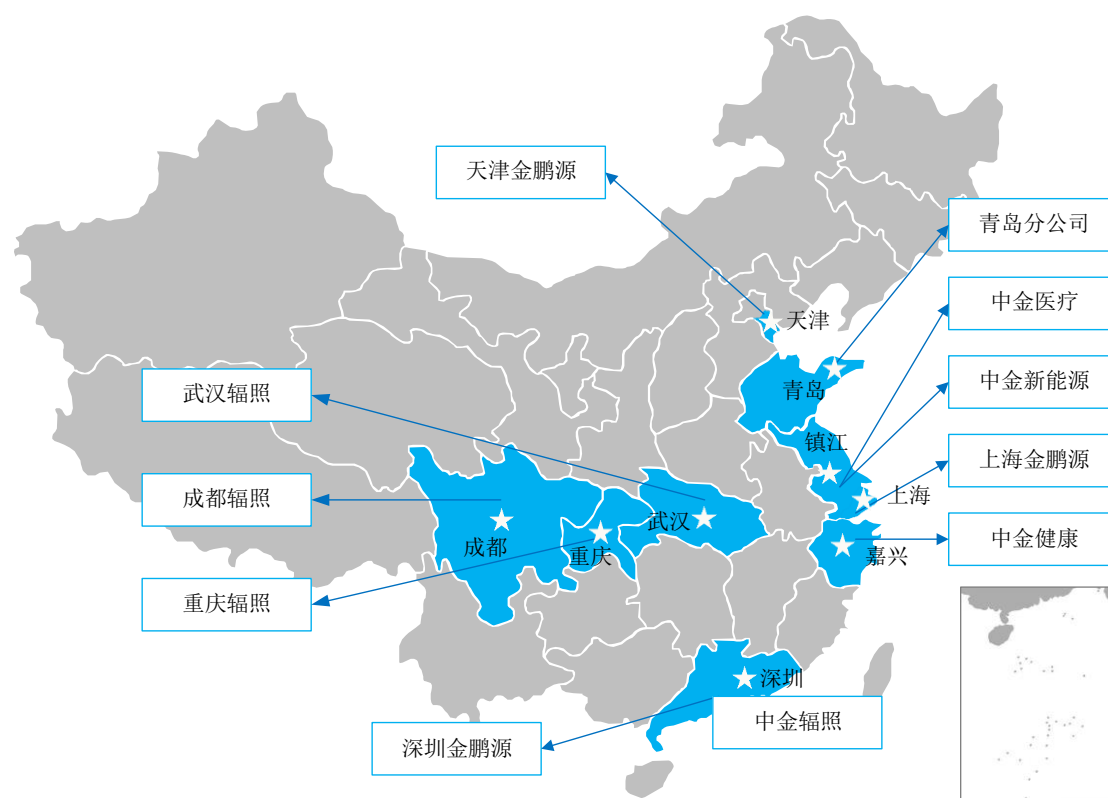 天津金鹏源
青岛分公司
中金医疗
天津
中金新能源
武汉辐照
青岛
镇江
上海金鹏源
成都辐照
上海
武汉
成都
重庆
中金健康
嘉兴
重庆辐照
深圳
中金辐照
深圳金鹏源